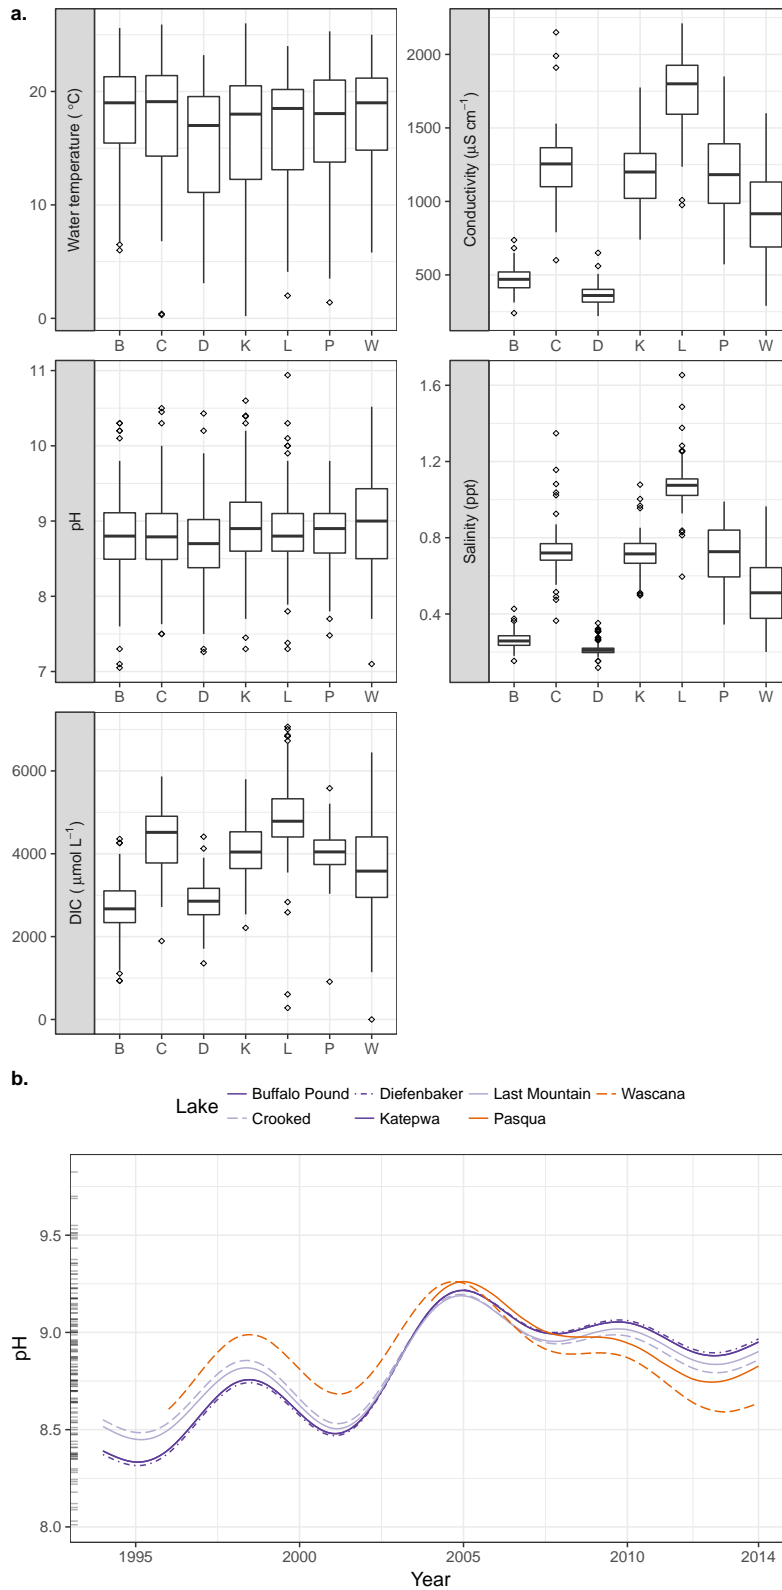 a.
Water temperature ( °C)
20
10
0
B C D K L P W
Conductivity (μS cm−1)
2000
1500
1000
500
B C D K L P W
pH
11
10
9
8
7
B C D K L P W
Salinity (ppt)
1.6
1.2
0.8
0.4
B C D K L P W
DIC ( μmol L−1)
6000
4000
2000
0
B C D K L P W
b.
Lake
Buffalo Pound Diefenbaker Last Mountain Wascana
Crooked Katepwa Pasqua
pH
9.5
9.0
8.5
8.0
1995 2000 2005 2010 2014
Year